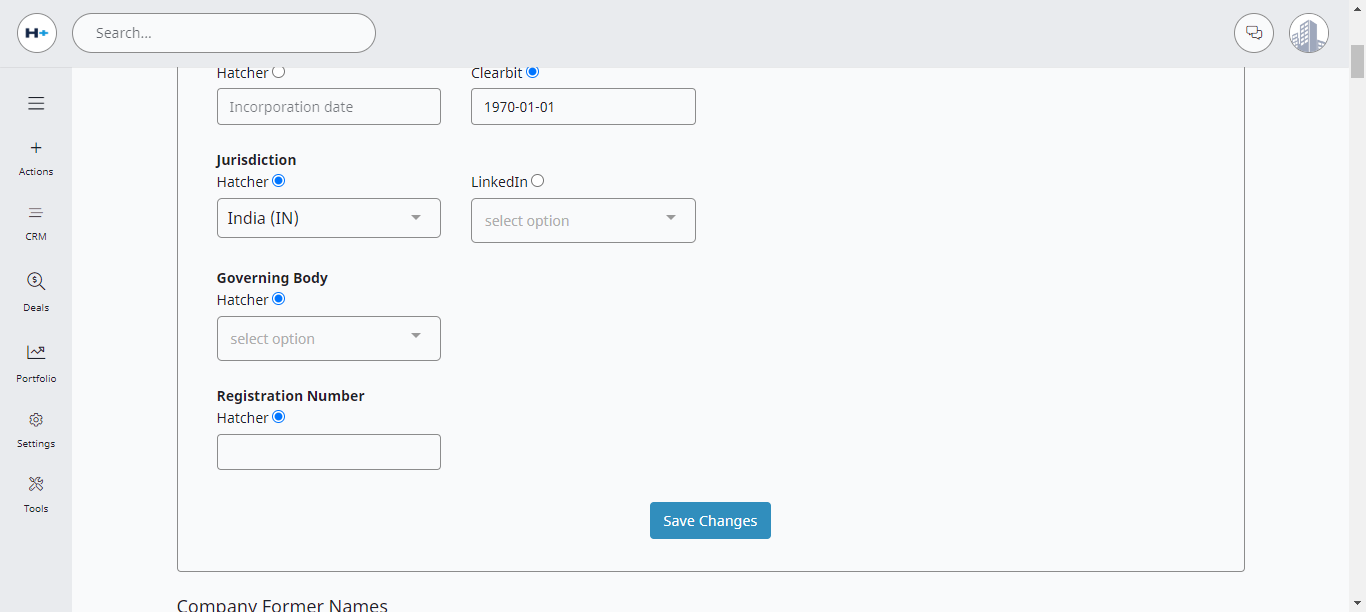 H+
Search...
Hatcher
Clearbit
Incorporation date
1970-01-01
Actions
CRM
Deals
Portfolio
Settings
Tools
Jurisdiction
Hatcher
LinkedIn
India (IN)
select option
Governing Body
Hatcher
select option
Registration Number
Hatcher
Save Changes
Company Former Names